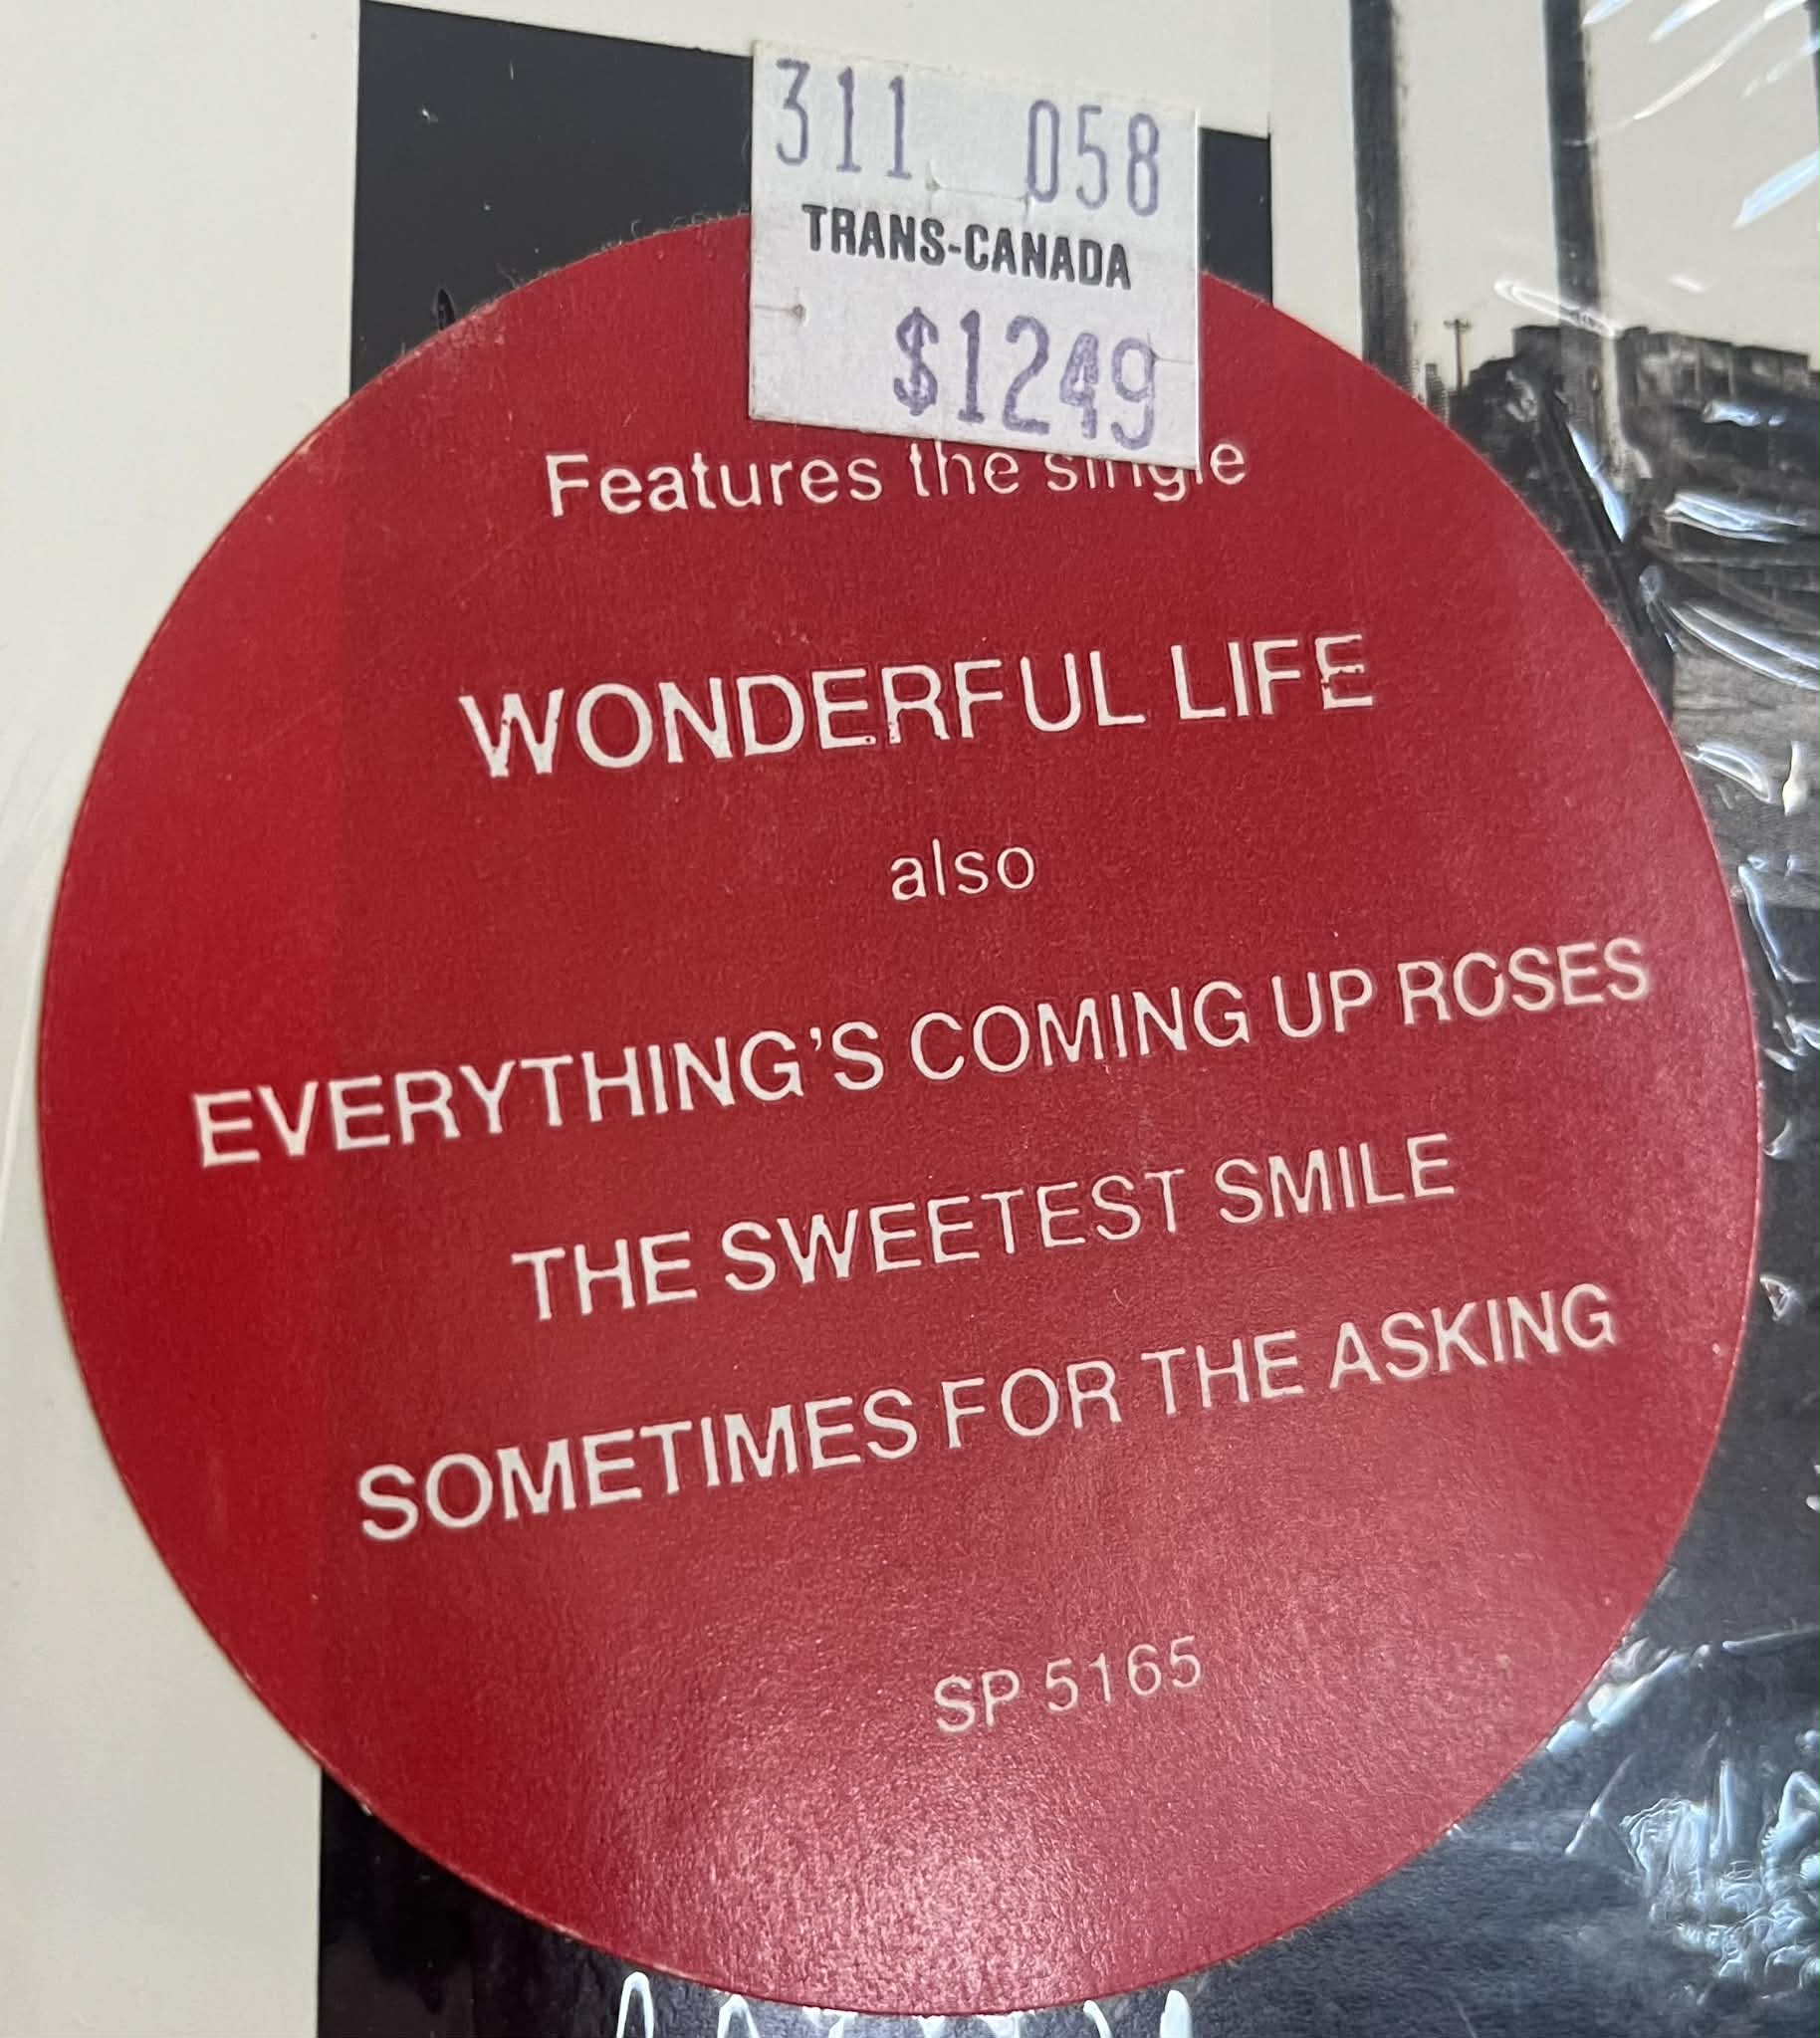 311 058
TRANS-CANADA
$1249
Features the single
WONDERFUL LIFE
also
EVERYTHING'S COMING UP ROSES
THE SWEETEST SMILE
SOMETIMES FOR THE ASKING
SP 5165